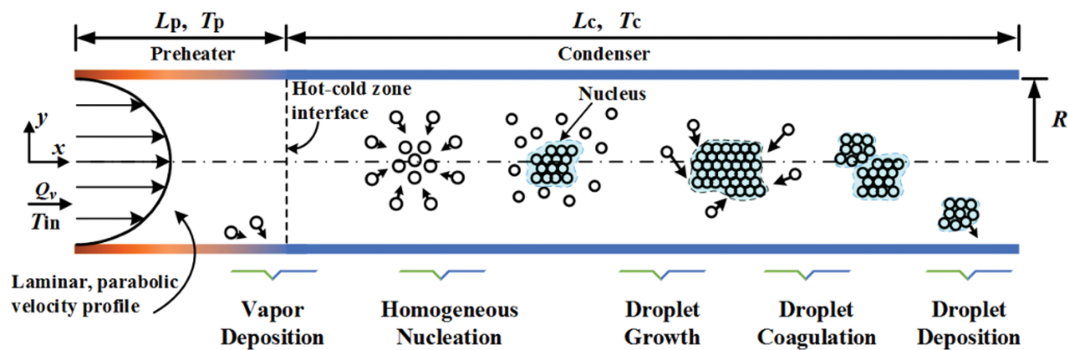 Lp, Tp
Lc, Tc
Preheater
Condenser
Hot-cold zone
interface
Nucleus
y
x
R
Qv
Tin
Laminar, parabolic
velocity profile
Vapor
Deposition
Homogeneous
Nucleation
Droplet
Growth
Droplet
Coagulation
Droplet
Deposition